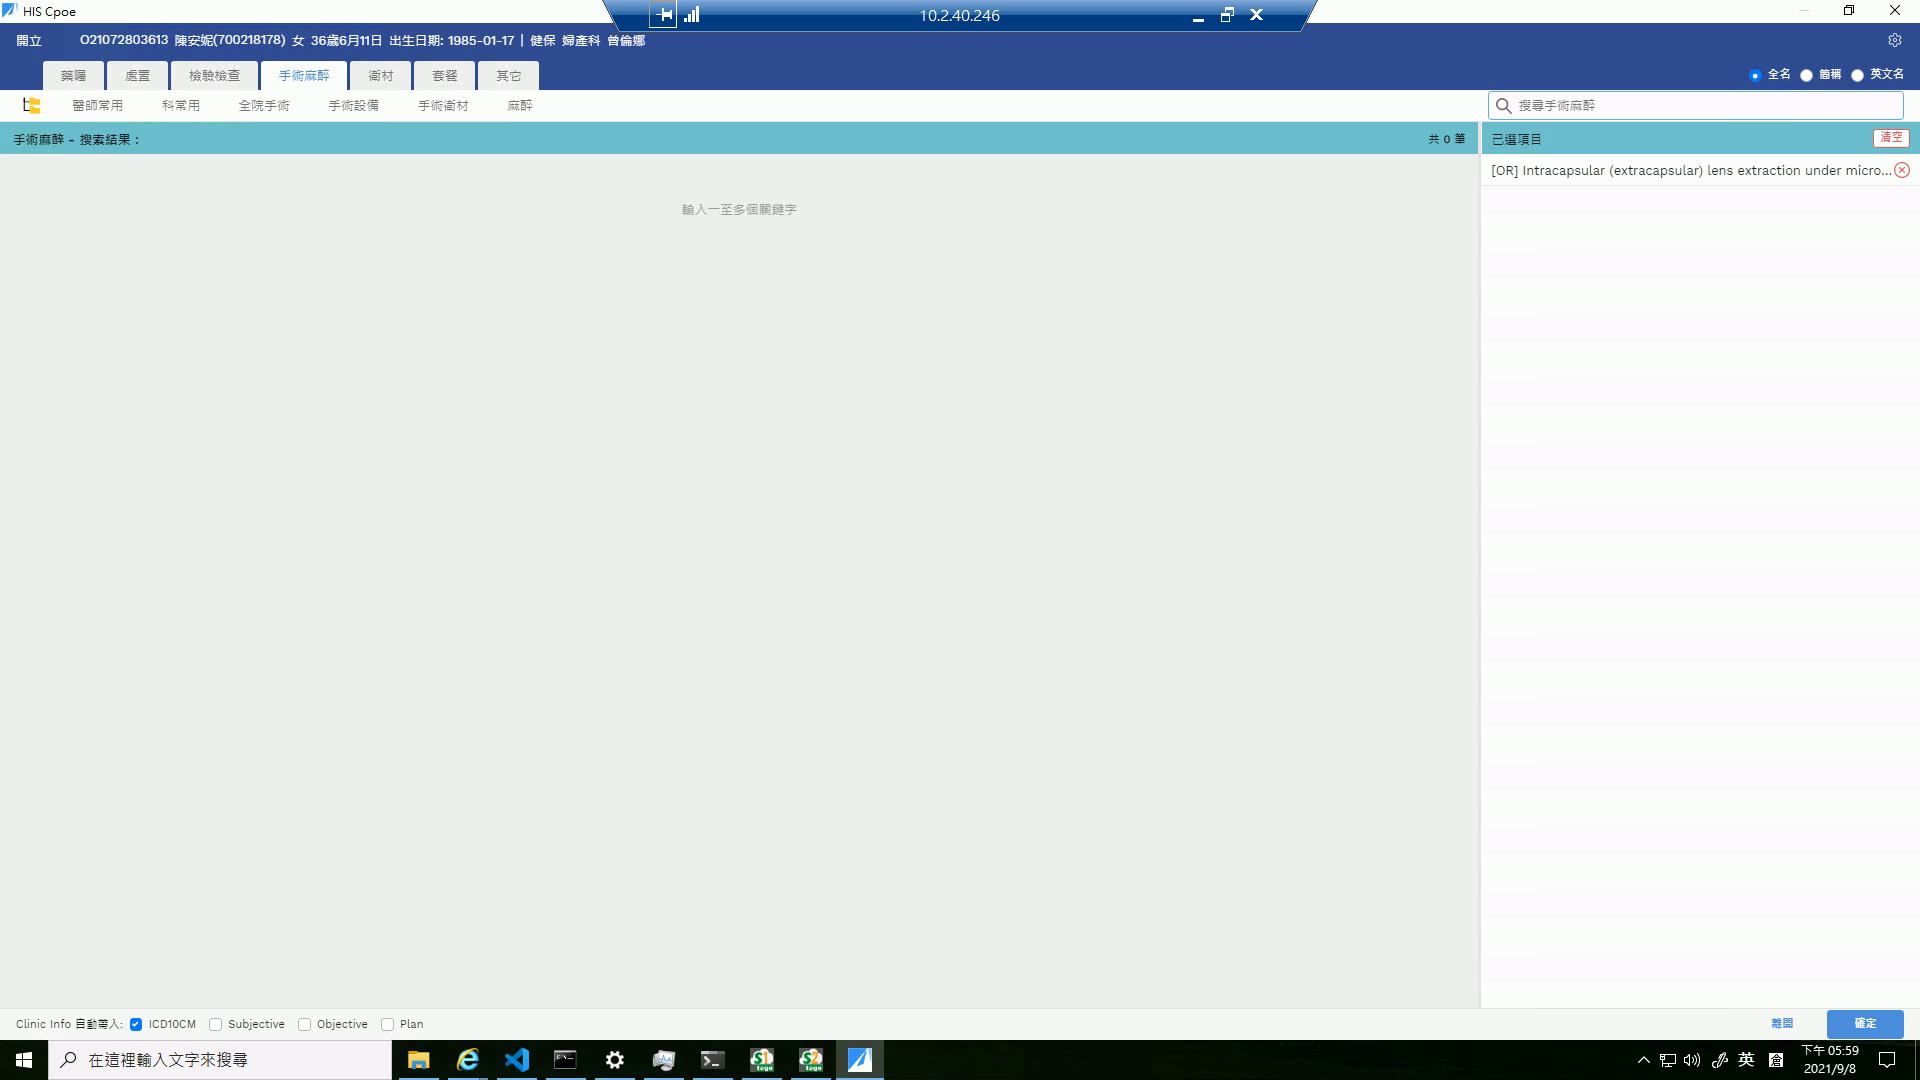 HIS Cpoe
10.2.40.246
開立 O21072803613 陳安妮(700218178) 女 36歲6月11日 出生日期: 1985-01-17 | 健保 婦產科 曾倫娜
藥囑 處置 檢驗檢查 手術麻醉 衛材 套餐 其它
全名 簡稱 英文名
醫師常用 科常用 全院手術 手術設備 手術衛材 麻醉
搜尋手術麻醉
手術麻醉 - 搜索結果 :
共 0 筆
已選項目
清空
[OR] Intracapsular (extracapsular) lens extraction under micro...
輸入一至多個關鍵字
Clinic Info 自動帶入: ICD10CM Subjective Objective Plan
離開
確定
在這裡輸入文字來搜尋
英
下午 05:59
2021/9/8